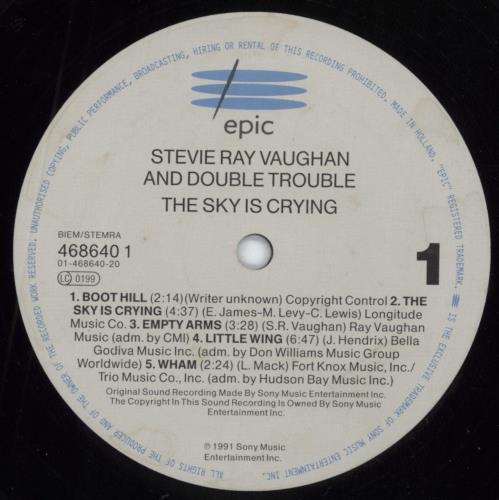 epic
STEVIE RAY VAUGHAN
AND DOUBLE TROUBLE
THE SKY IS CRYING
BIEM/STEMRA
468640 1
01-468640-20
LC 0199
1
1. BOOT HILL (2:14) (Writer unknown) Copyright Control 2. THE
SKY IS CRYING (4:37) (E. James-M. Levy-C. Lewis) Longitude
Music Co. 3. EMPTY ARMS (3:28) (S.R. Vaughan) Ray Vaughan
Music (adm. by CMI) 4. LITTLE WING (6:47) (J. Hendrix) Bella
Godiva Music Inc. (adm. by Don Williams Music Group
Worldwide) 5. WHAM (2:24) (L. Mack) Fort Knox Music, Inc./
Trio Music Co., Inc. (adm. by Hudson Bay Music Inc.)
Original Sound Recording Made By Sony Music Entertainment Inc.
The Copyright In This Sound Recording Is Owned By Sony Music
Entertainment Inc.
℗ 1991 Sony Music
Entertainment Inc.
ALL RIGHTS OF THE PRODUCER AND OF THE OWNER OF THE RECORDED WORK RESERVED. UNAUTHORISED COPYING, PUBLIC PERFORMANCE, BROADCASTING, HIRING OR RENTAL OF THIS RECORDING PROHIBITED. MADE IN HOLLAND. "EPIC" REGISTERED TRADEMARK. IS THE EXCLUSIVE TRADEMARK OF SONY MUSIC ENTERTAINMENT INC.